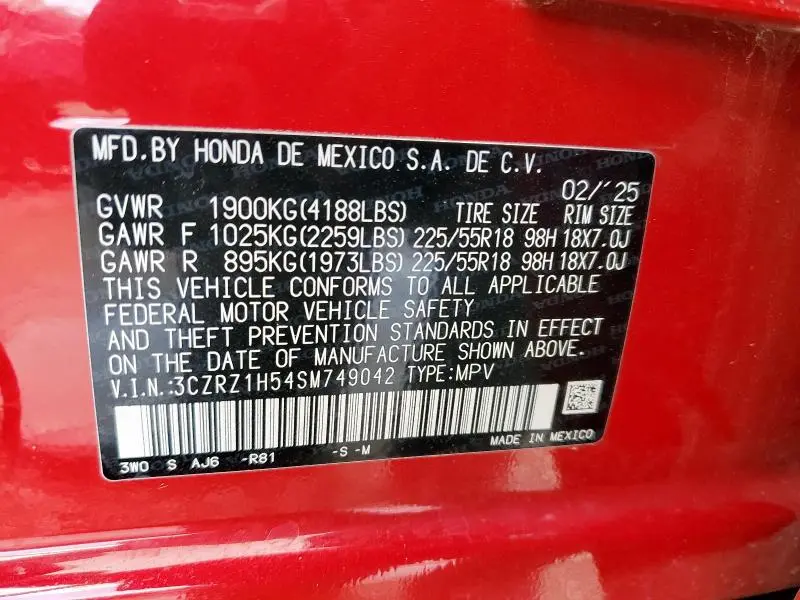 MFD.BY HONDA DE MEXICO S.A. DE C.V.
02/'25
GVWR 1900KG(4188LBS) TIRE SIZE RIM SIZE
GAWR F 1025KG(2259LBS) 225/55R18 98H 18X7.0J
GAWR R 895KG(1973LBS) 225/55R18 98H 18X7.0J
THIS VEHICLE CONFORMS TO ALL APPLICABLE
FEDERAL MOTOR VEHICLE SAFETY
AND THEFT PREVENTION STANDARDS IN EFFECT
ON THE DATE OF MANUFACTURE SHOWN ABOVE.
V.I.N.:3CZRZ1H54SM749042 TYPE:MPV
MADE IN MEXICO
3W0 S AJ6 -R81 -S -M